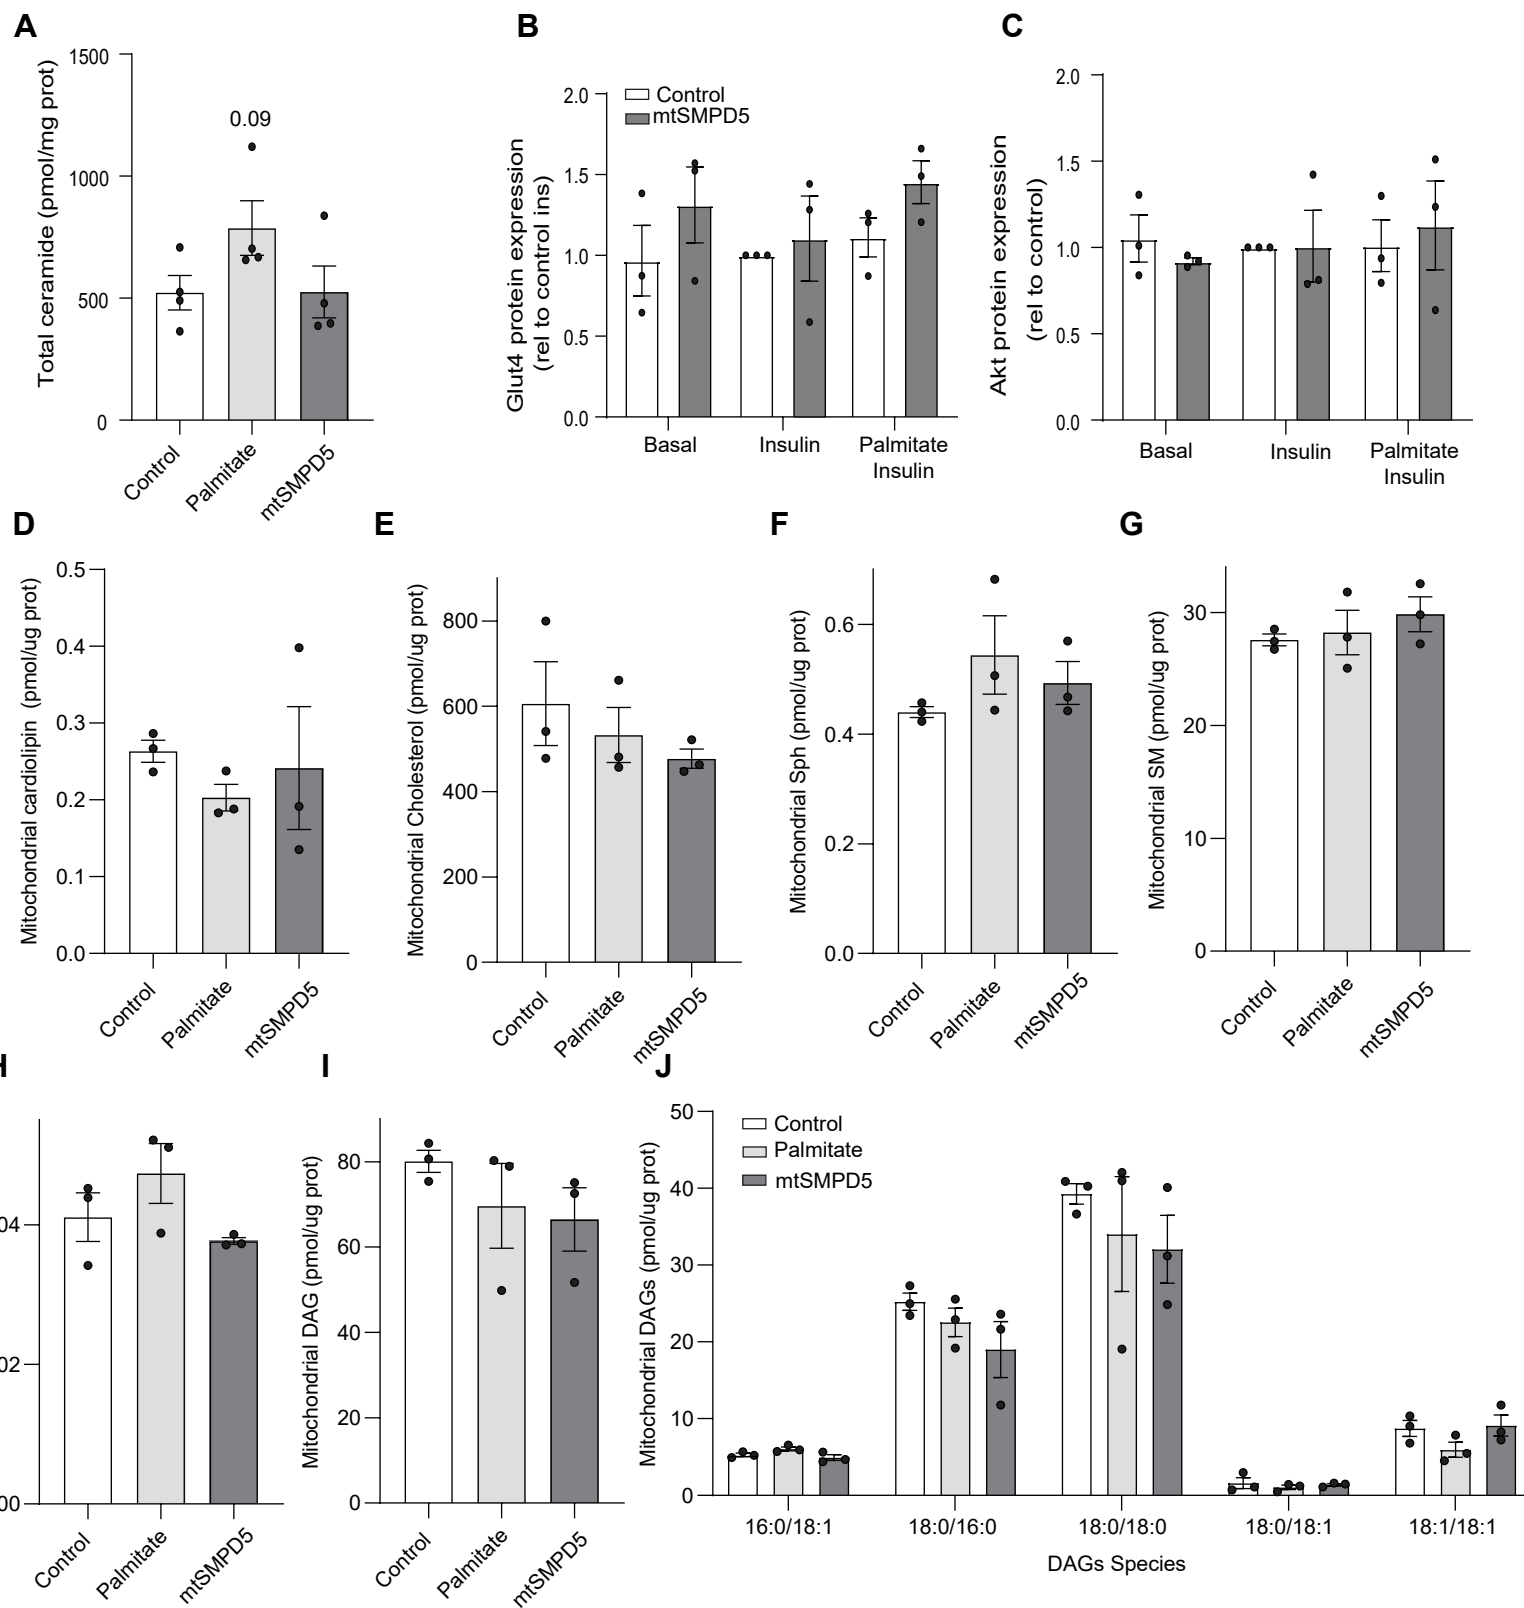 A
Total ceramide (pmol/mg prot)
1500
1000
500
0
0.09
Control
Palmitate
mtSMPD5
B
Glut4 protein expression
(rel to control ins)
2.0
1.5
1.0
0.5
0.0
Control
mtSMPD5
Basal
Insulin
Palmitate
Insulin
C
Akt protein expression
(rel to control)
2.0
1.5
1.0
0.5
0.0
Basal
Insulin
Palmitate
Insulin
D
Mitochondrial cardiolipin (pmol/ug prot)
0.5
0.4
0.3
0.2
0.1
0.0
Control
Palmitate
mtSMPD5
E
Mitochondrial Cholesterol (pmol/ug prot)
800
600
400
200
0
Control
Palmitate
mtSMPD5
F
Mitochondrial Sph (pmol/ug prot)
0.6
0.4
0.2
0.0
Control
Palmitate
mtSMPD5
G
Mitochondrial SM (pmol/ug prot)
30
20
10
0
Control
Palmitate
mtSMPD5
H
04
02
00
Control
Palmitate
mtSMPD5
I
Mitochondrial DAG (pmol/ug prot)
80
60
40
20
0
Control
Palmitate
mtSMPD5
J
Mitochondrial DAGs (pmol/ug prot)
50
40
30
20
10
0
Control
Palmitate
mtSMPD5
16:0/18:1
18:0/16:0
18:0/18:0
18:0/18:1
18:1/18:1
DAGs Species